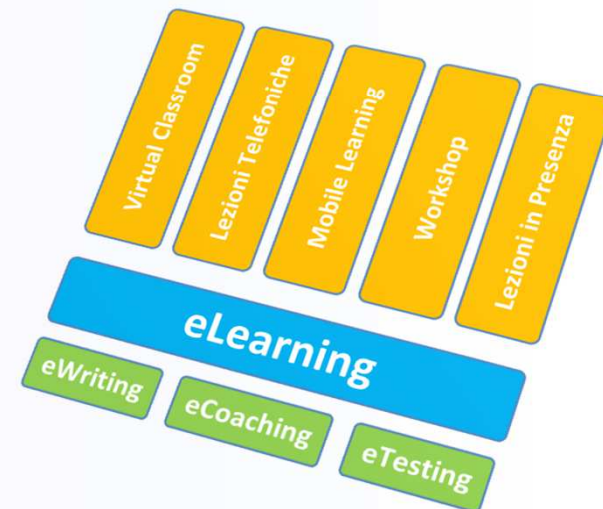 Virtual Classroom
Lezioni Telefoniche
Mobile Learning
Workshop
Lezioni in Presenza
eLearning
eWriting
eCoaching
eTesting